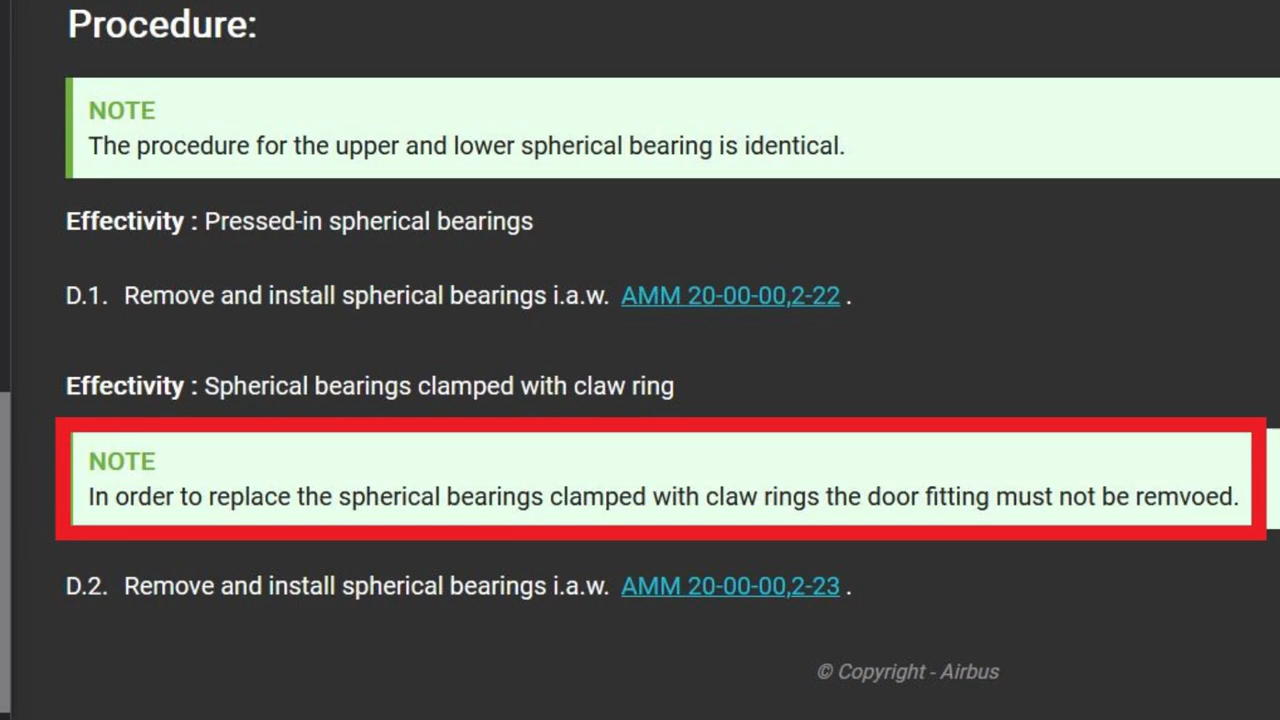 Procedure:
NOTE
The procedure for the upper and lower spherical bearing is identical.
Effectivity : Pressed-in spherical bearings
D.1. Remove and install spherical bearings i.a.w. AMM 20-00-00,2-22 .
Effectivity : Spherical bearings clamped with claw ring
NOTE
In order to replace the spherical bearings clamped with claw rings the door fitting must not be remvoed.
D.2. Remove and install spherical bearings i.a.w. AMM 20-00-00,2-23 .
© Copyright - Airbus